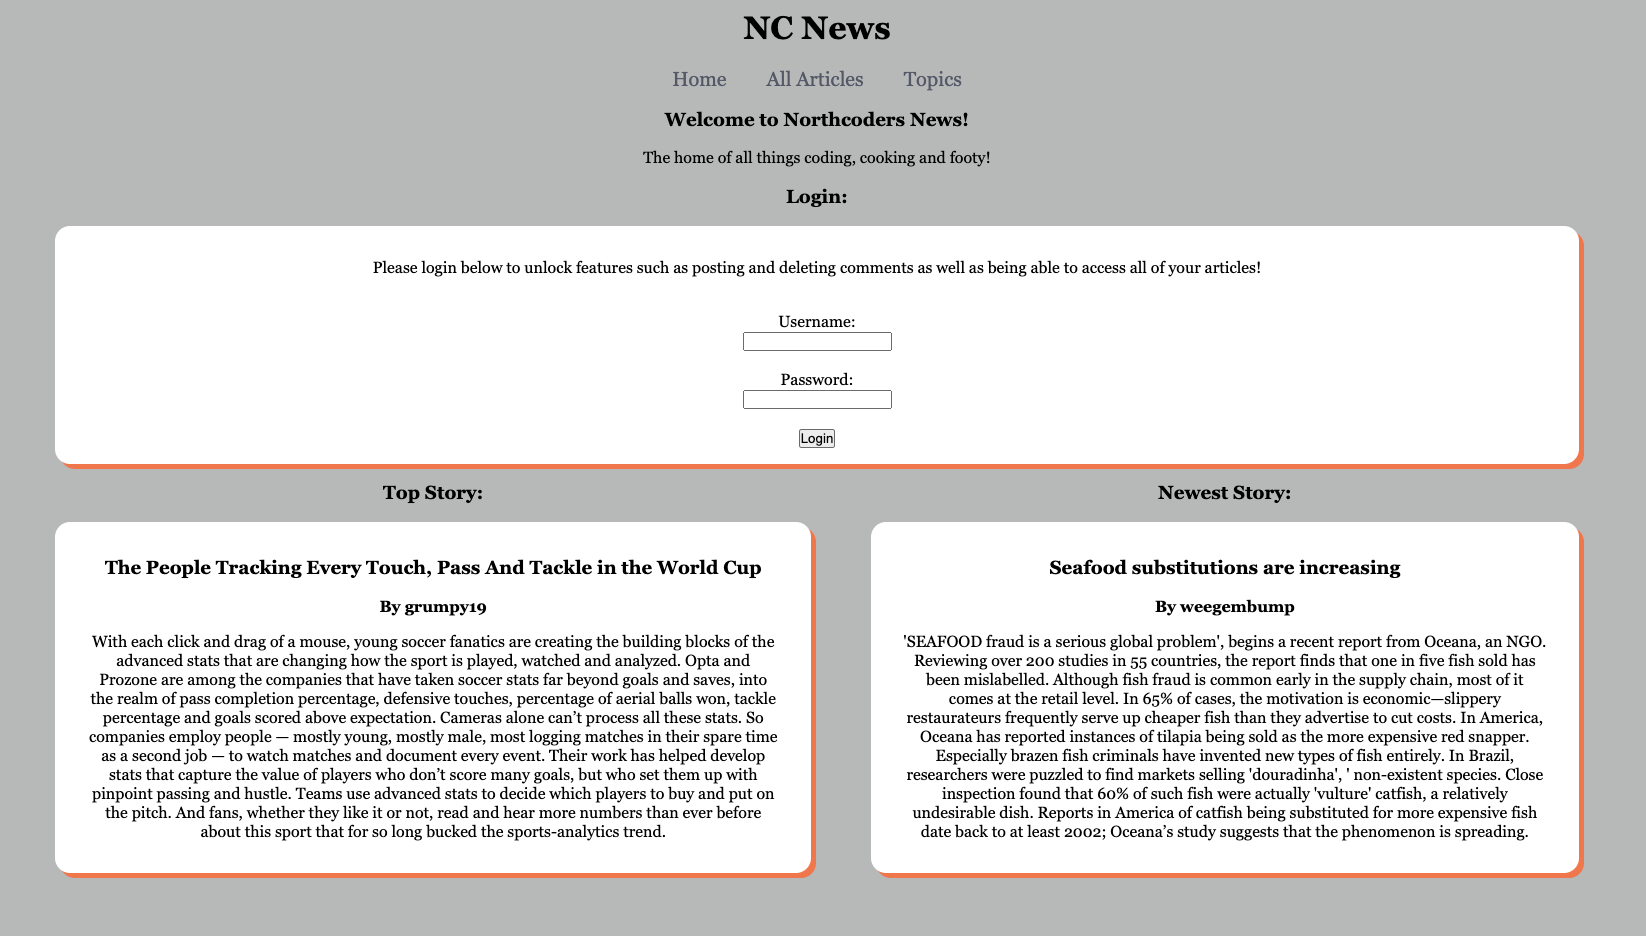 NC News
Home All Articles Topics
Welcome to Northcoders News!
The home of all things coding, cooking and footy!
Login:
Please login below to unlock features such as posting and deleting comments as well as being able to access all of your articles!
Username:
Password:
Login
Top Story:
The People Tracking Every Touch, Pass And Tackle in the World Cup
By grumpy19
With each click and drag of a mouse, young soccer fanatics are creating the building blocks of the
advanced stats that are changing how the sport is played, watched and analyzed. Opta and
Prozone are among the companies that have taken soccer stats far beyond goals and saves, into
the realm of pass completion percentage, defensive touches, percentage of aerial balls won, tackle
percentage and goals scored above expectation. Cameras alone can’t process all these stats. So
companies employ people — mostly young, mostly male, most logging matches in their spare time
as a second job — to watch matches and document every event. Their work has helped develop
stats that capture the value of players who don’t score many goals, but who set them up with
pinpoint passing and hustle. Teams use advanced stats to decide which players to buy and put on
the pitch. And fans, whether they like it or not, read and hear more numbers than ever before
about this sport that for so long bucked the sports-analytics trend.
Newest Story:
Seafood substitutions are increasing
By weegembump
'SEAFOOD fraud is a serious global problem', begins a recent report from Oceana, an NGO.
Reviewing over 200 studies in 55 countries, the report finds that one in five fish sold has
been mislabelled. Although fish fraud is common early in the supply chain, most of it
comes at the retail level. In 65% of cases, the motivation is economic—slippery
restaurateurs frequently serve up cheaper fish than they advertise to cut costs. In America,
Oceana has reported instances of tilapia being sold as the more expensive red snapper.
Especially brazen fish criminals have invented new types of fish entirely. In Brazil,
researchers were puzzled to find markets selling 'douradinha', ' non-existent species. Close
inspection found that 60% of such fish were actually 'vulture' catfish, a relatively
undesirable dish. Reports in America of catfish being substituted for more expensive fish
date back to at least 2002; Oceana’s study suggests that the phenomenon is spreading.